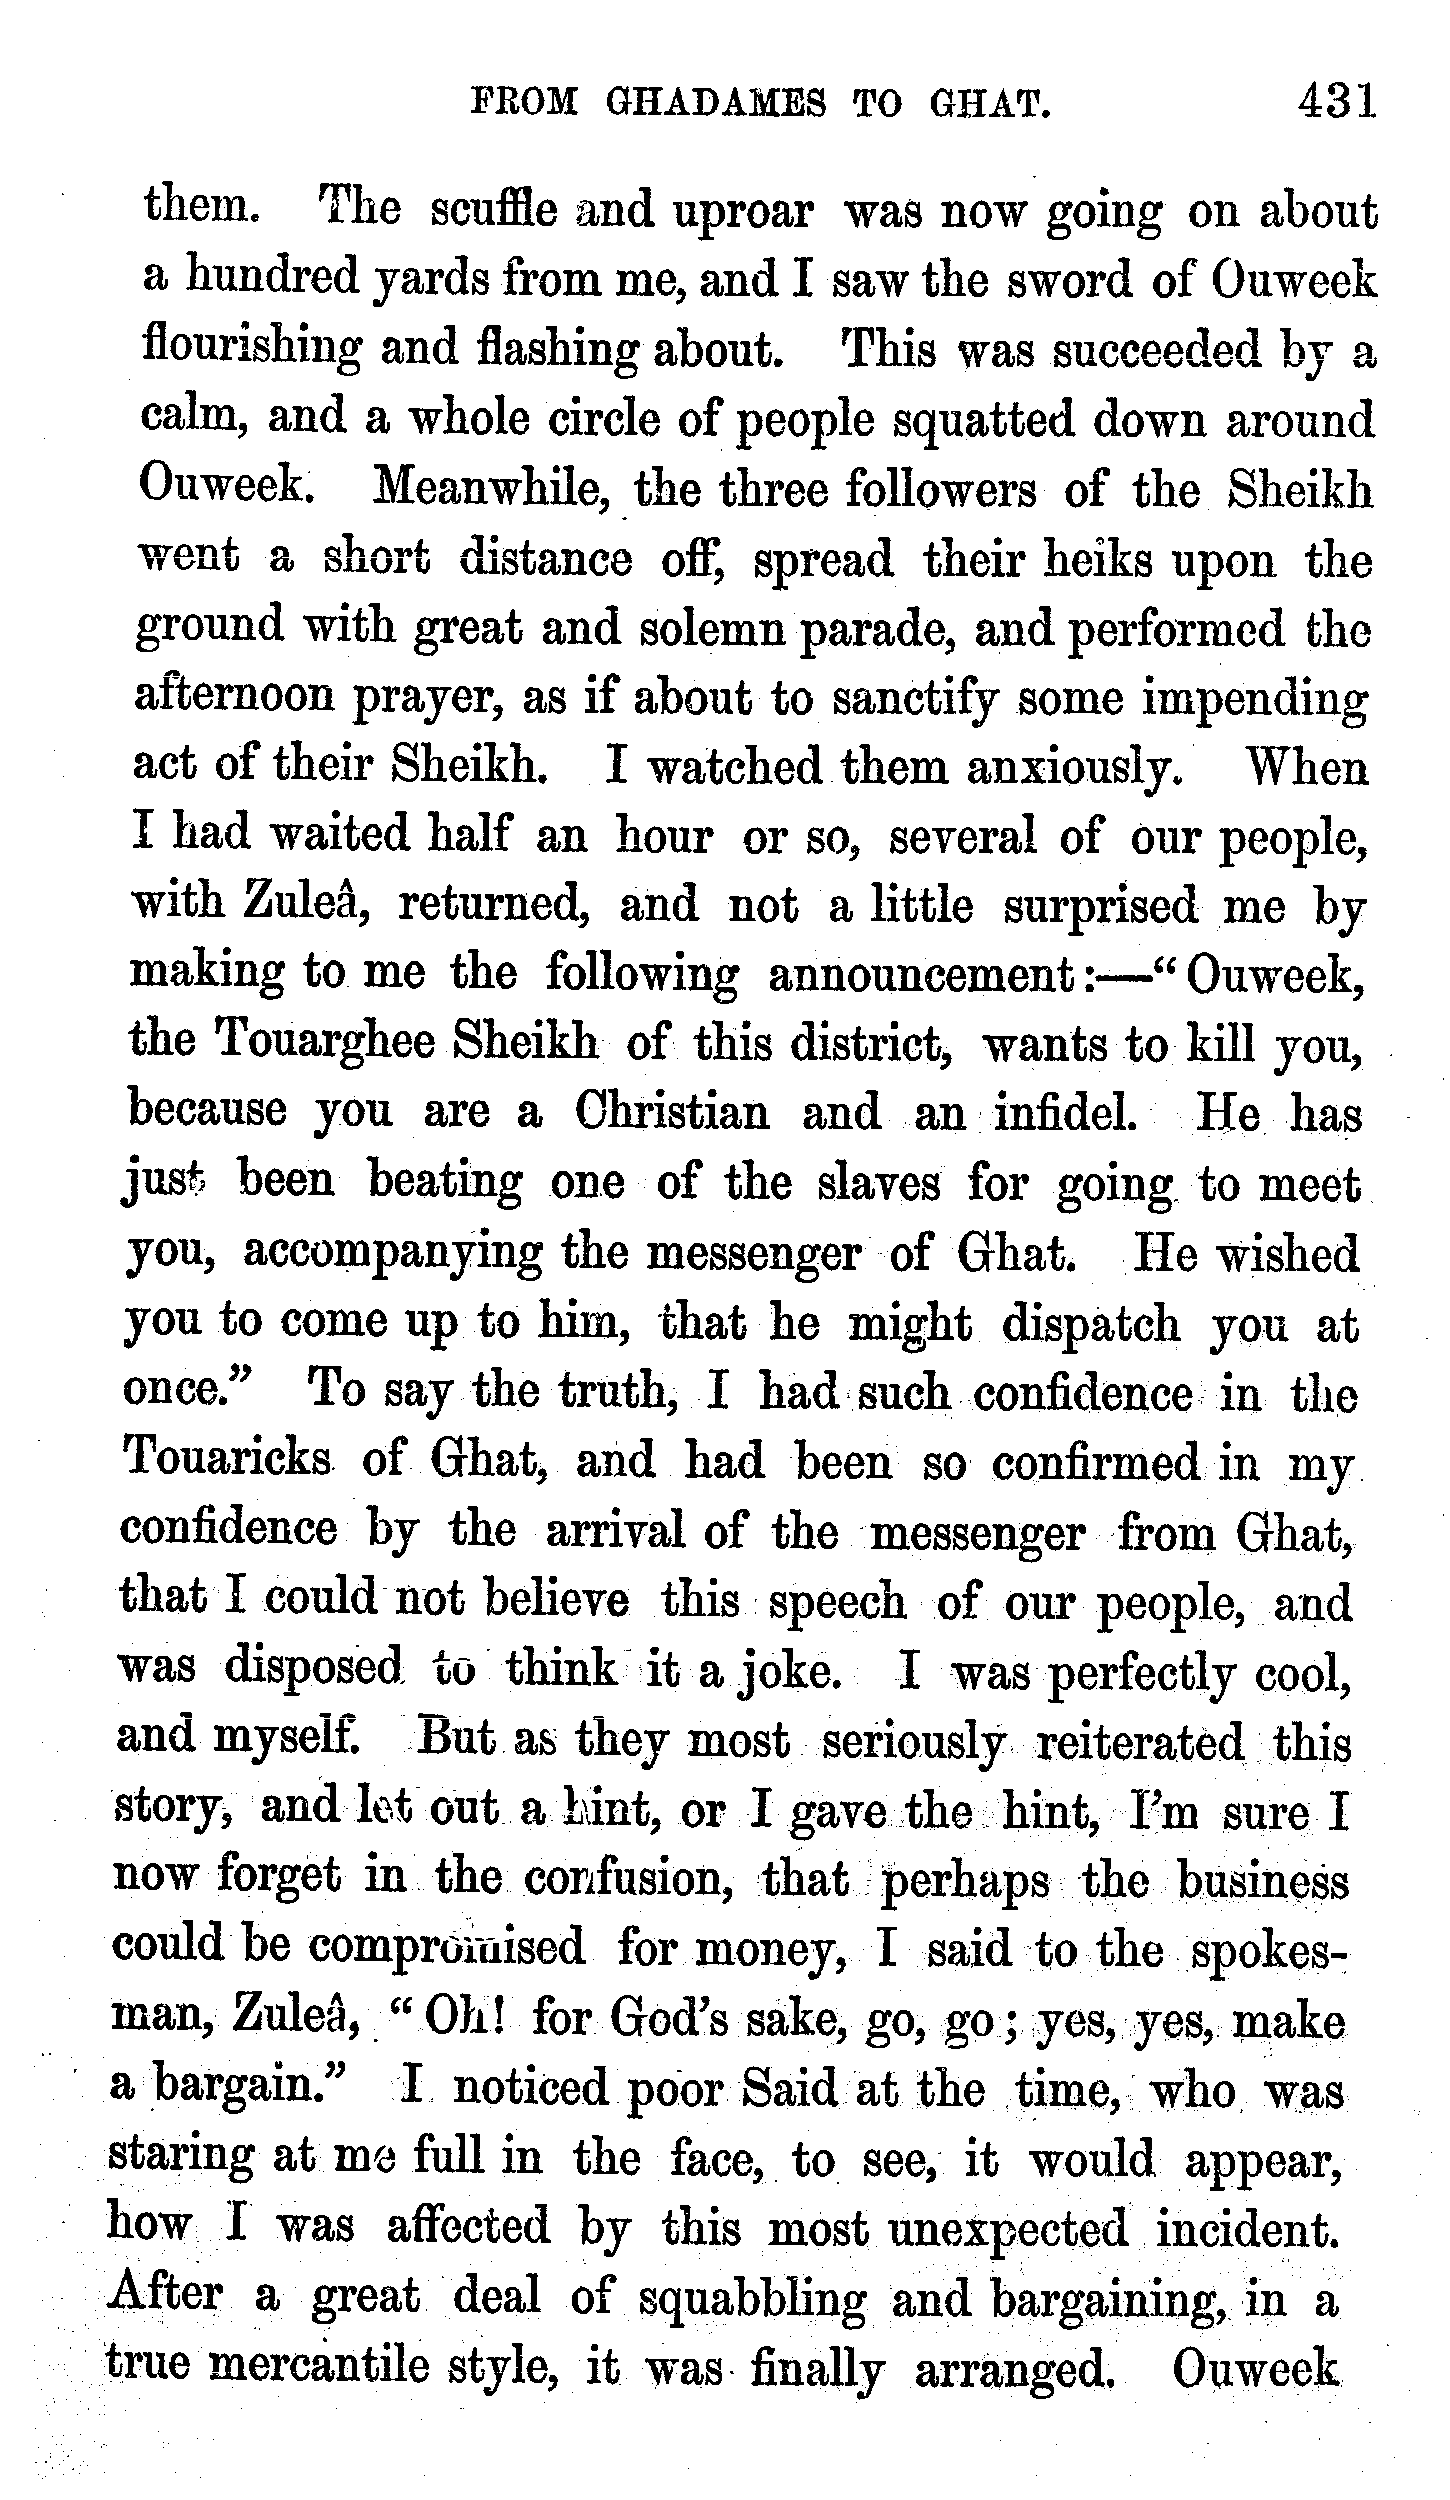 FROM GHADAMES TO GHAT. 431
them. The scuffle and uproar was now going on about
a hundred yards from me, and I saw the sword of Ouweek
flourishing and flashing about. This was succeeded by a
calm, and a whole circle of people squatted down around
Ouweek. Meanwhile, the three followers of the Sheikh
went a short distance off, spread their heiks upon the
ground with great and solemn parade, and performed the
afternoon prayer, as if about to sanctify some impending
act of their Sheikh. I watched them anxiously. When
I had waited half an hour or so, several of our people,
with Zuleâ, returned, and not a little surprised me by
making to me the following announcement:—“Ouweek,
the Touarghee Sheikh of this district, wants to kill you,
because you are a Christian and an infidel. He has
just been beating one of the slaves for going to meet
you, accompanying the messenger of Ghat. He wished
you to come up to him, that he might dispatch you at
once.” To say the truth, I had such confidence in the
Touaricks of Ghat, and had been so confirmed in my
confidence by the arrival of the messenger from Ghat,
that I could not believe this speech of our people, and
was disposed to think it a joke. I was perfectly cool,
and myself. But as they most seriously reiterated this
story, and let out a hint, or I gave the hint, I’m sure I
now forget in the confusion, that perhaps the business
could be compromised for money, I said to the spokes-
man, Zuleâ, “Oh! for God’s sake, go, go; yes, yes, make
a bargain.” I noticed poor Said at the time, who was
staring at me full in the face, to see, it would appear,
how I was affected by this most unexpected incident.
After a great deal of squabbling and bargaining, in a
true mercantile style, it was finally arranged. Ouweek